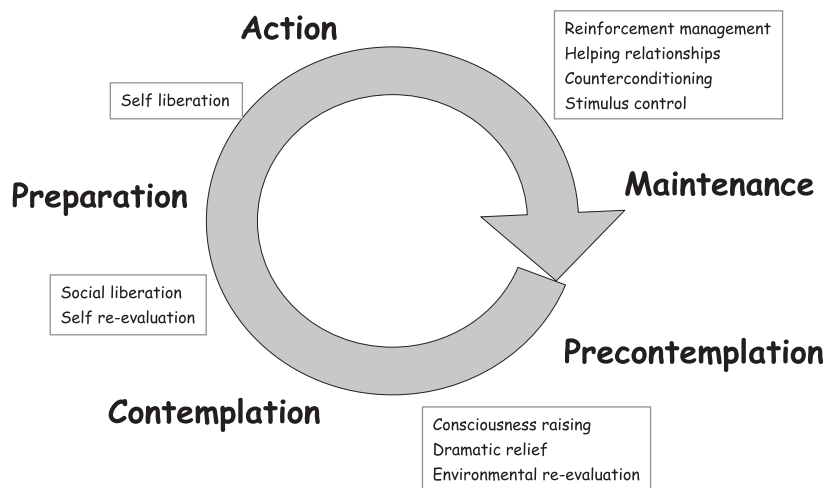 Action
Reinforcement management
Helping relationships
Counterconditioning
Stimulus control
Self liberation
Preparation
Maintenance
Social liberation
Self re-evaluation
Precontemplation
Contemplation
Consciousness raising
Dramatic relief
Environmental re-evaluation